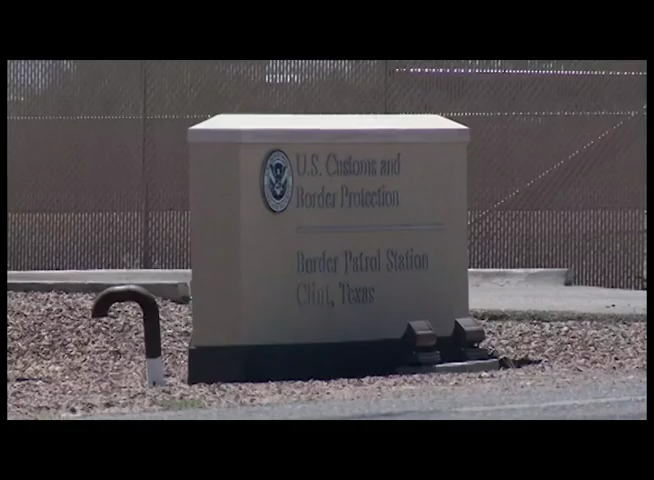 U.S. Customs and
Border Protection
Border Patrol Station
Clint, Texas